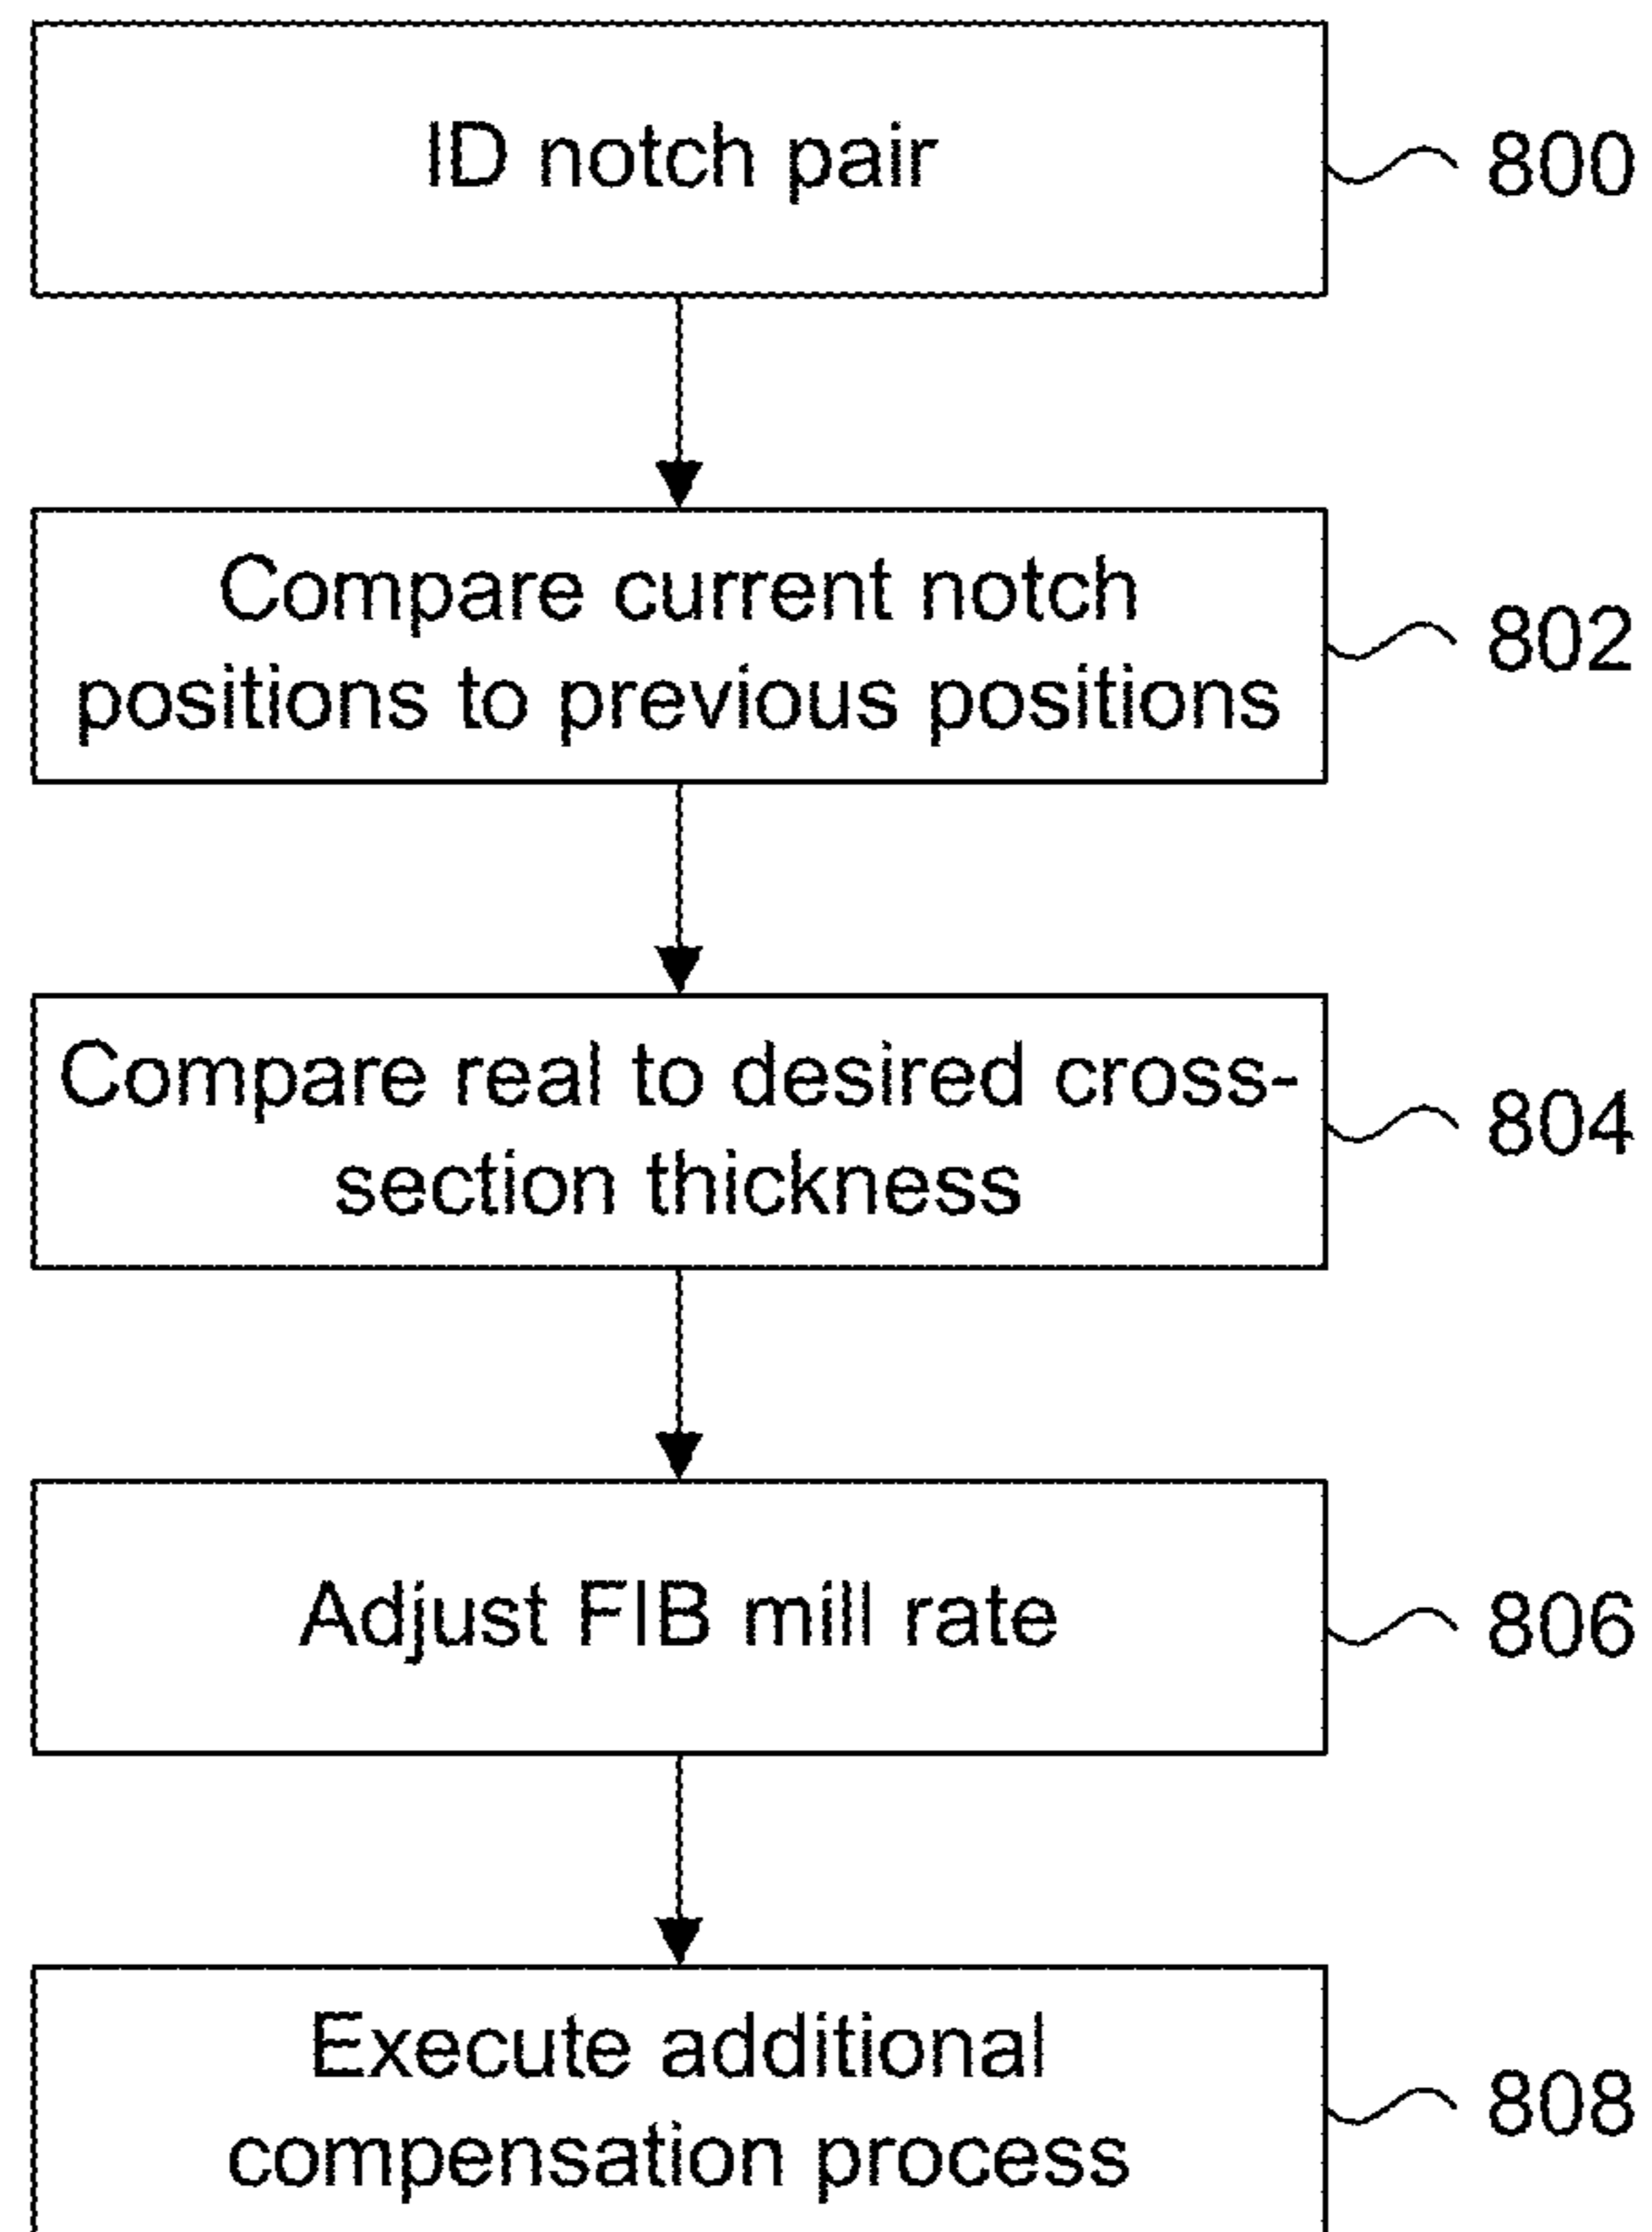 ID notch pair
800
Compare current notch
positions to previous positions
802
Compare real to desired cross-
section thickness
804
Adjust FIB mill rate
806
Execute additional
compensation process
808